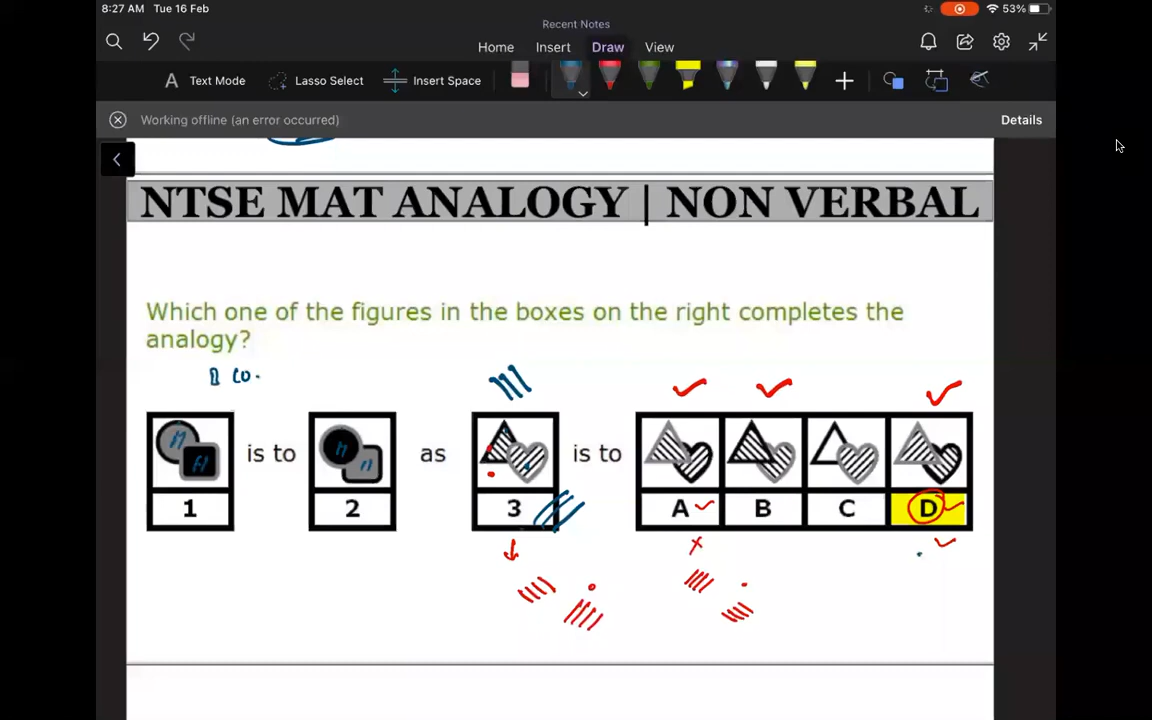 8:27 AM Tue 16 Feb
53%
Recent Notes
Home Insert Draw View
A Text Mode Lasso Select Insert Space
Working offline (an error occurred) Details
NTSE MAT ANALOGY | NON VERBAL
Which one of the figures in the boxes on the right completes the
analogy?
is to as is to
1 2 3 A B C D